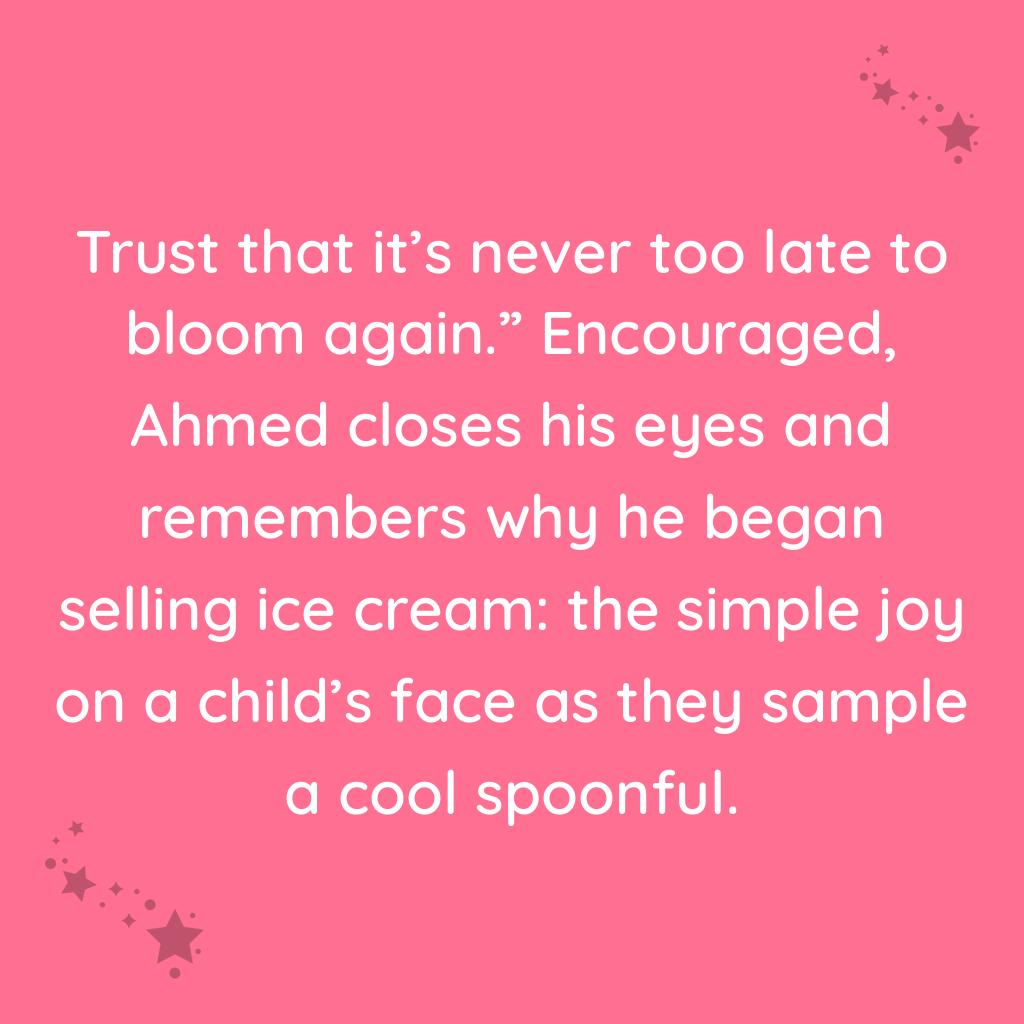 Trust that it’s never too late to
bloom again.” Encouraged,
Ahmed closes his eyes and
remembers why he began
selling ice cream: the simple joy
on a child’s face as they sample
a cool spoonful.